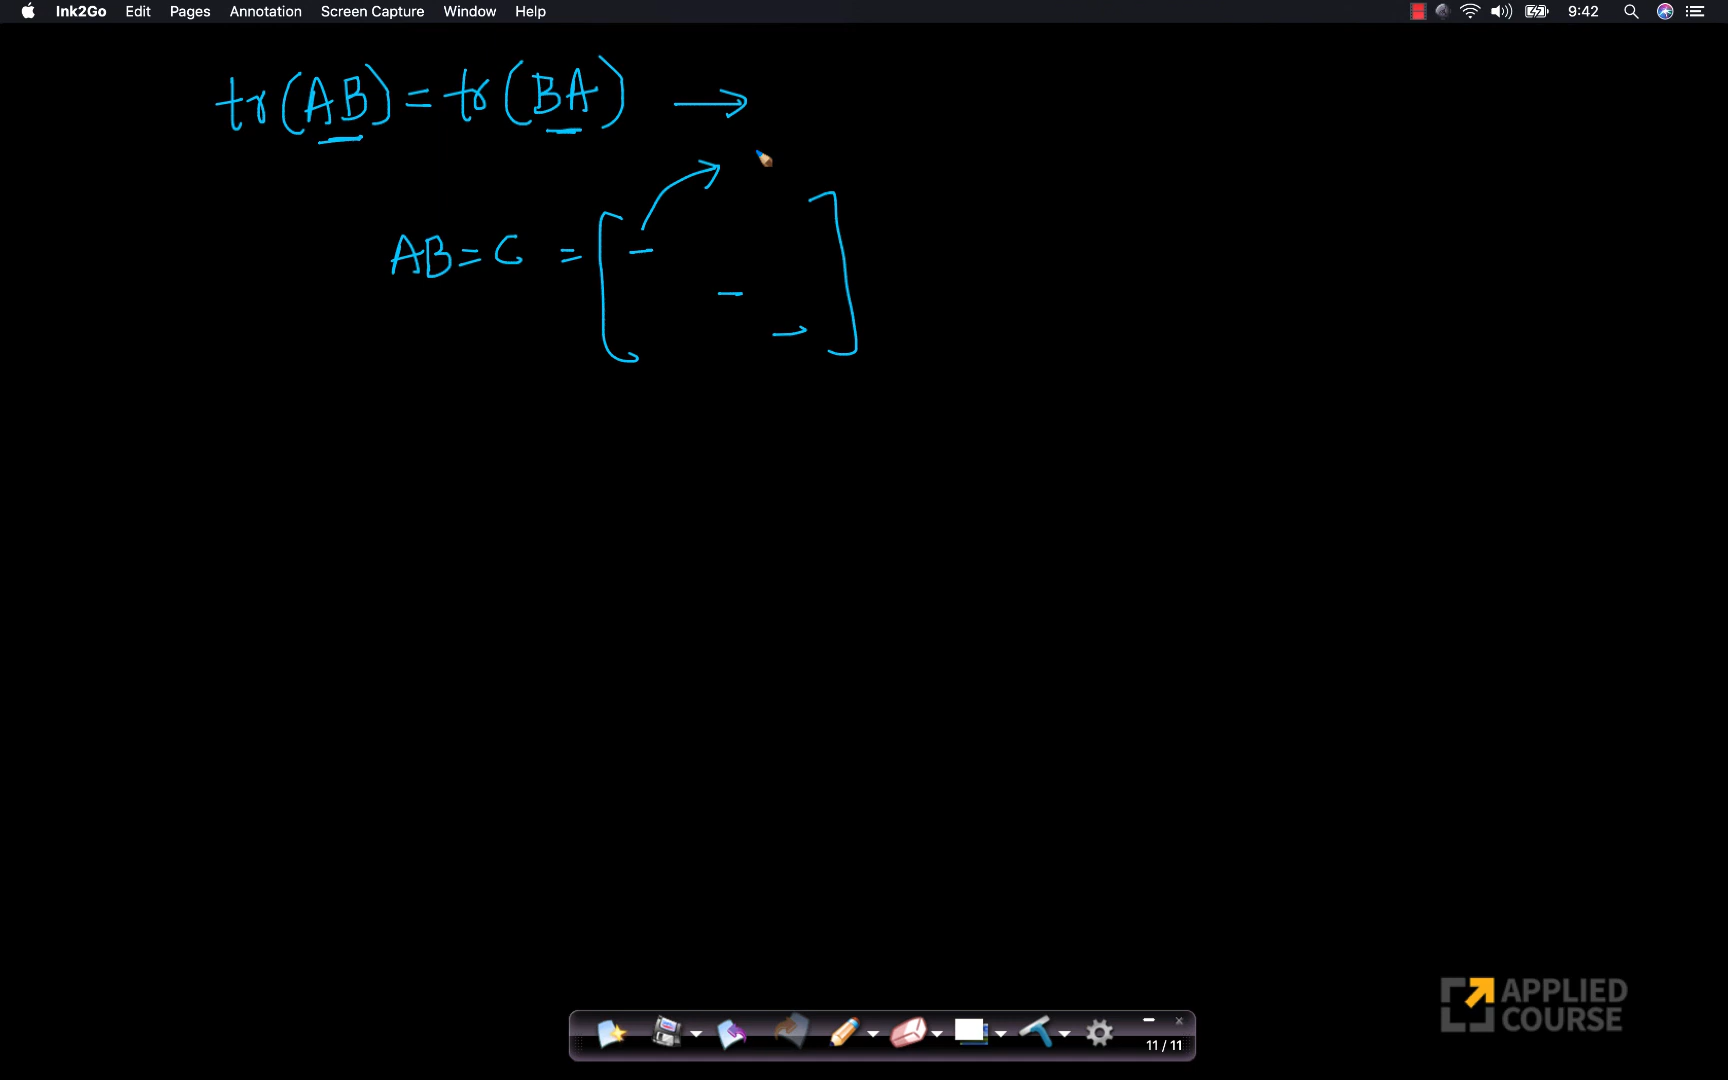 Ink2Go Edit Pages Annotation Screen Capture Window Help 9:42
tr(AB) = tr(BA) →
AB = C = [ - - - ]
11 / 11
APPLIED
COURSE